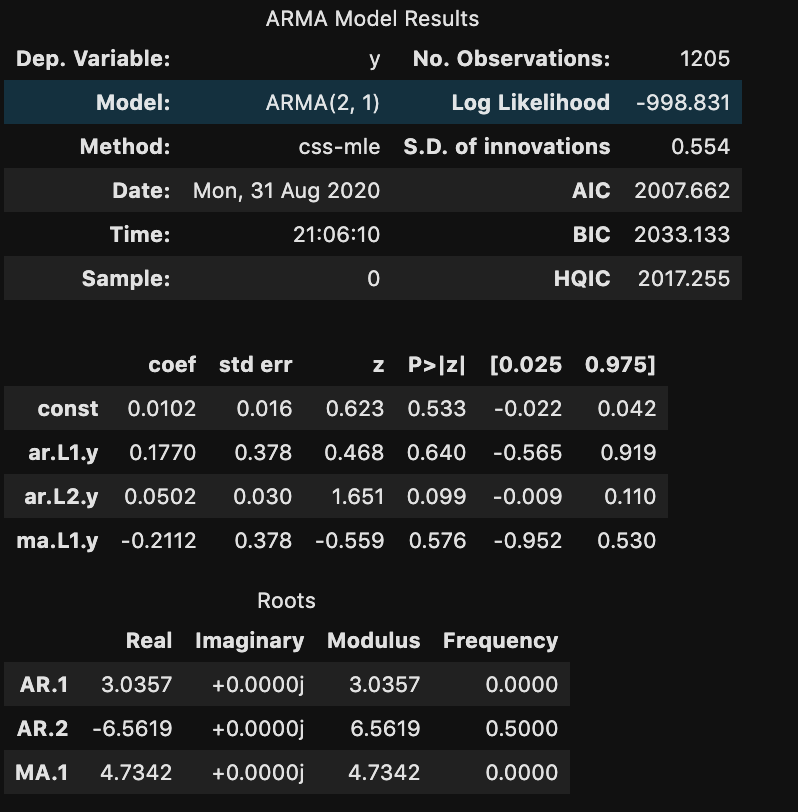 ARMA Model Results
Dep. Variable: y No. Observations: 1205
Model: ARMA(2, 1) Log Likelihood -998.831
Method: css-mle S.D. of innovations 0.554
Date: Mon, 31 Aug 2020 AIC 2007.662
Time: 21:06:10 BIC 2033.133
Sample: 0 HQIC 2017.255
coef std err z P>|z| [0.025 0.975]
const 0.0102 0.016 0.623 0.533 -0.022 0.042
ar.L1.y 0.1770 0.378 0.468 0.640 -0.565 0.919
ar.L2.y 0.0502 0.030 1.651 0.099 -0.009 0.110
ma.L1.y -0.2112 0.378 -0.559 0.576 -0.952 0.530
Roots
Real Imaginary Modulus Frequency
AR.1 3.0357 +0.0000j 3.0357 0.0000
AR.2 -6.5619 +0.0000j 6.5619 0.5000
MA.1 4.7342 +0.0000j 4.7342 0.0000